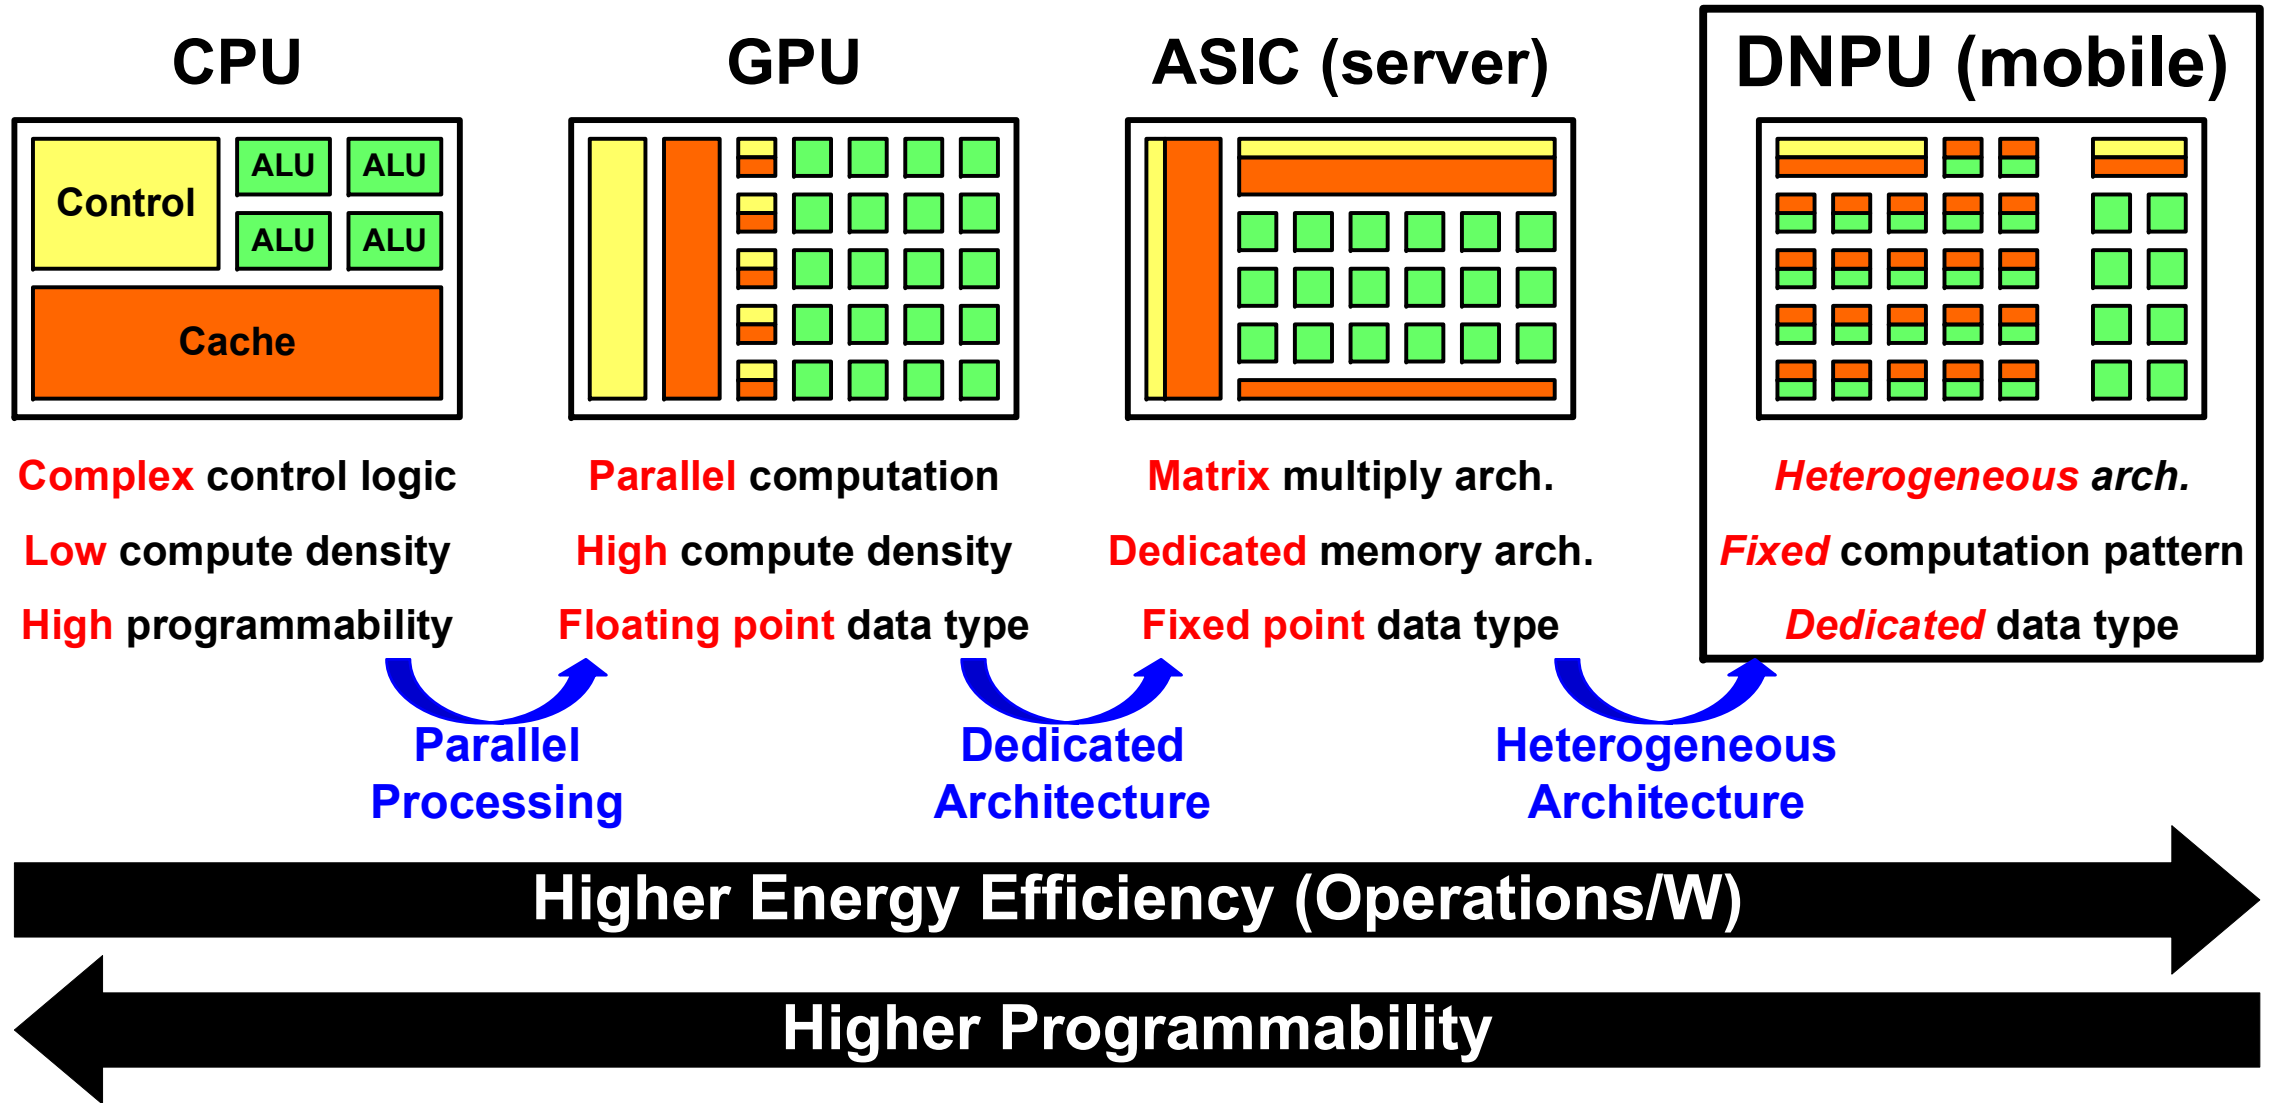 CPU
GPU
ASIC (server)
DNPU (mobile)
Control
ALU
ALU
ALU
ALU
Cache
Complex control logic
Low compute density
High programmability
Parallel computation
High compute density
Floating point data type
Matrix multiply arch.
Dedicated memory arch.
Fixed point data type
Heterogeneous arch.
Fixed computation pattern
Dedicated data type
Parallel
Processing
Dedicated
Architecture
Heterogeneous
Architecture
Higher Energy Efficiency (Operations/W)
Higher Programmability